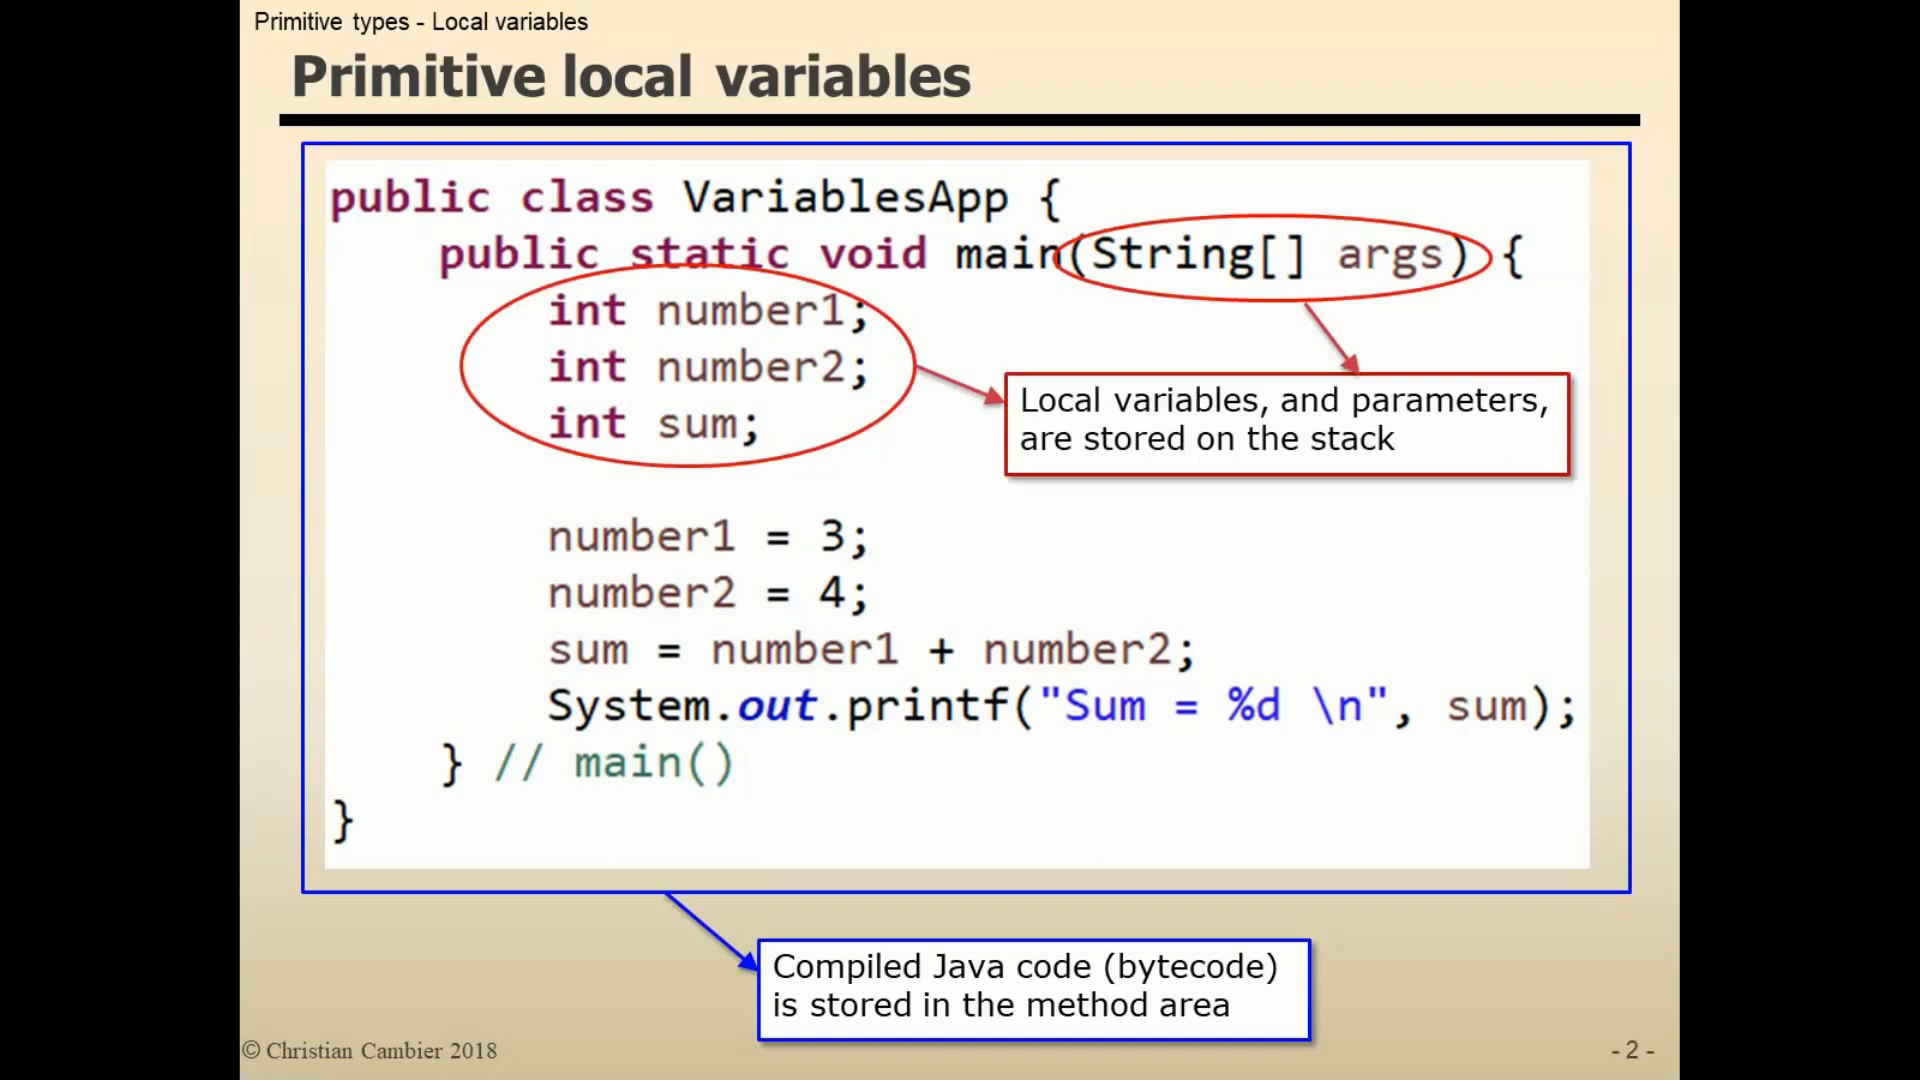 Primitive types - Local variables
Primitive local variables
public class VariablesApp {
public static void main(String[] args) {
int number1;
int number2;
int sum;
Local variables, and parameters,
are stored on the stack
number1 = 3;
number2 = 4;
sum = number1 + number2;
System.out.printf("Sum = %d \n", sum);
} // main()
}
Compiled Java code (bytecode)
is stored in the method area
© Christian Cambier 2018
- 2 -